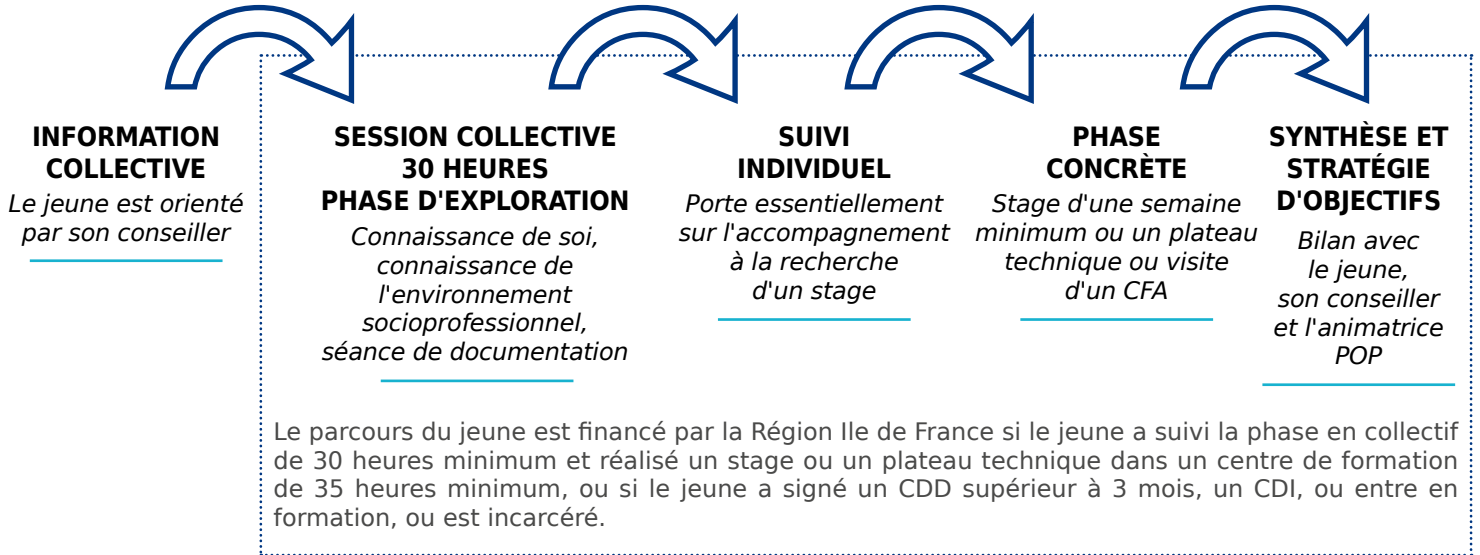 INFORMATION
COLLECTIVE
Le jeune est orienté
par son conseiller
SESSION COLLECTIVE
30 HEURES
PHASE D'EXPLORATION
Connaissance de soi,
connaissance de
l'environnement
socioprofessionnel,
séance de documentation
SUIVI
INDIVIDUEL
Porte essentiellement
sur l'accompagnement
à la recherche
d'un stage
PHASE
CONCRÈTE
Stage d'une semaine
minimum ou un plateau
technique ou visite
d'un CFA
SYNTHÈSE ET
STRATÉGIE
D'OBJECTIFS
Bilan avec
le jeune,
son conseiller
et l'animatrice
POP
Le parcours du jeune est financé par la Région Ile de France si le jeune a suivi la phase en collectif
de 30 heures minimum et réalisé un stage ou un plateau technique dans un centre de formation
de 35 heures minimum, ou si le jeune a signé un CDD supérieur à 3 mois, un CDI, ou entre en
formation, ou est incarcéré.